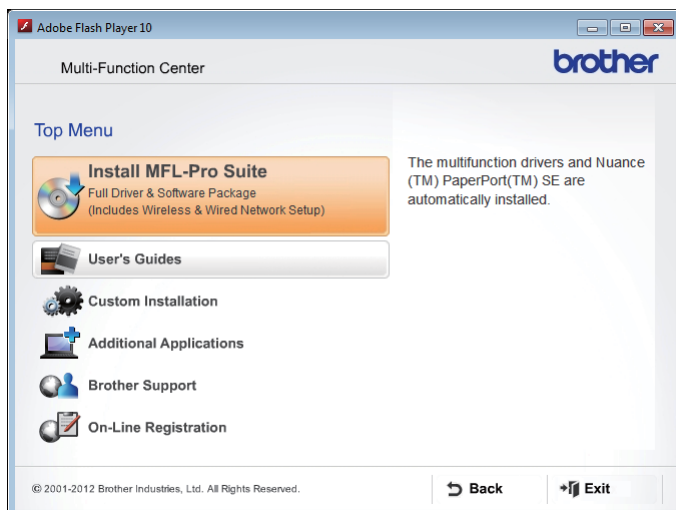 Adobe Flash Player 10
Multi-Function Center
brother
Top Menu
Install MFL-Pro Suite
Full Driver & Software Package
(Includes Wireless & Wired Network Setup)
The multifunction drivers and Nuance
(TM) PaperPort(TM) SE are
automatically installed.
User's Guides
Custom Installation
Additional Applications
Brother Support
On-Line Registration
© 2001-2012 Brother Industries, Ltd. All Rights Reserved.
Back
Exit